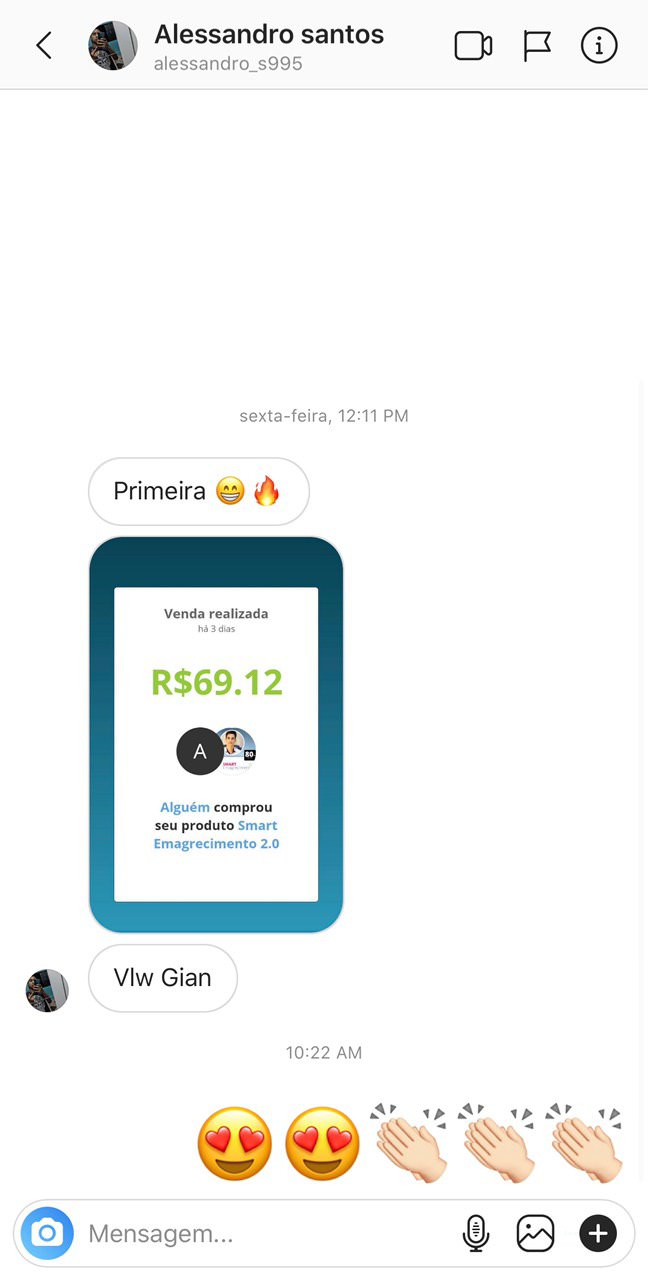 Alessandro santos
alessandro_s995
sexta-feira, 12:11 PM
Primeira 😁🔥
Venda realizada
há 3 dias
R$69.12
A
80
SMART
Emagrecimento
Alguém comprou
seu produto Smart
Emagrecimento 2.0
Vlw Gian
10:22 AM
😍😍👏🏻👏🏻👏🏻
Mensagem...